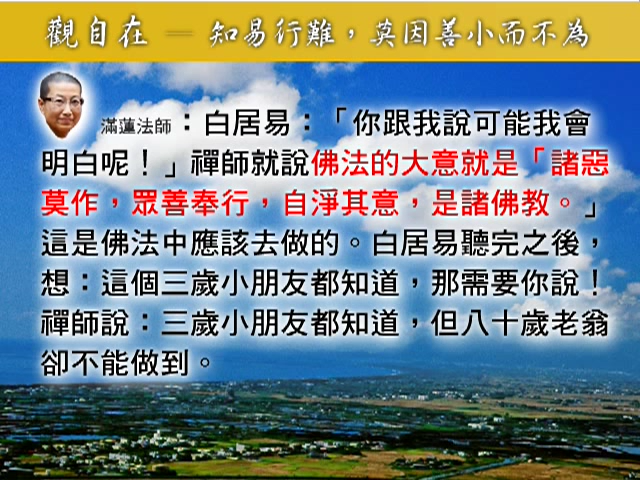 觀自在 — 知易行難，莫因善小而不為
滿蓮法師：白居易：「你跟我說可能我會
明白呢！」禪師就說佛法的大意就是「諸惡
莫作，眾善奉行，自淨其意，是諸佛教。」
這是佛法中應該去做的。白居易聽完之後，
想：這個三歲小朋友都知道，那需要你說！
禪師說：三歲小朋友都知道，但八十歲老翁
卻不能做到。